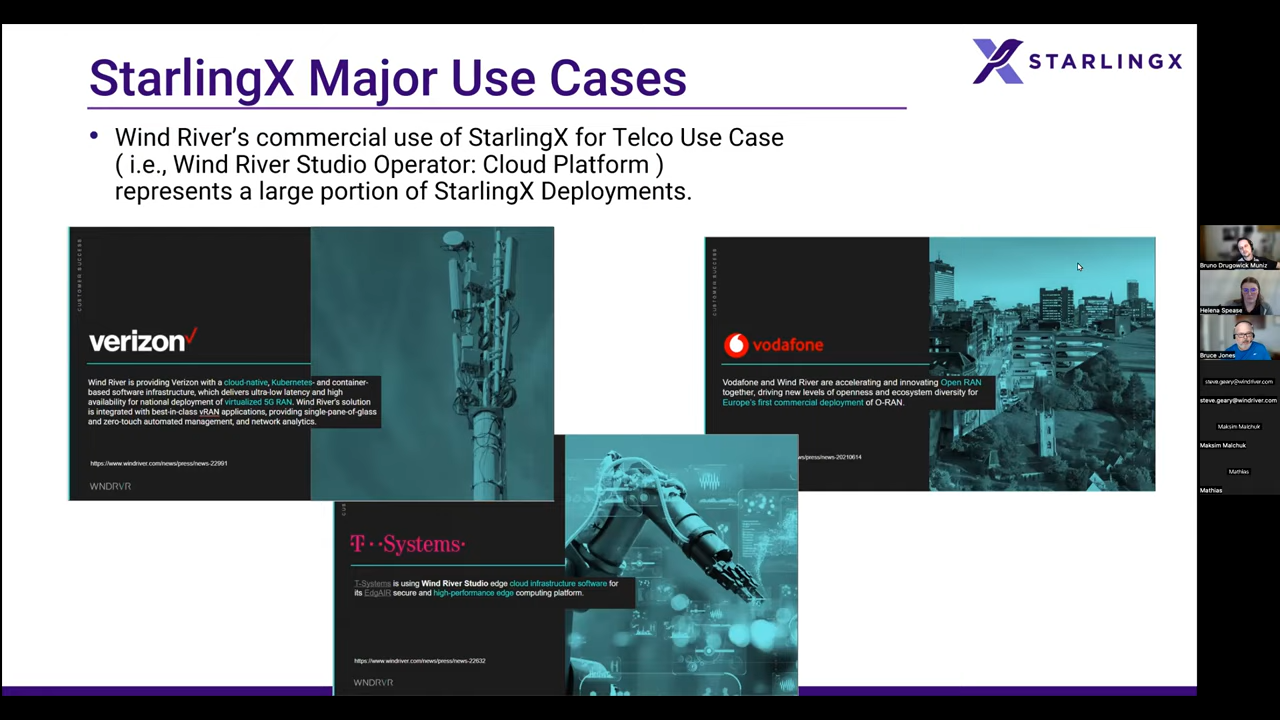 StarlingX Major Use Cases
STARLINGX
• Wind River’s commercial use of StarlingX for Telco Use Case
( i.e., Wind River Studio Operator: Cloud Platform )
represents a large portion of StarlingX Deployments.
CUSTOMER SUCCESS
verizon
Wind River is providing Verizon with a cloud-native, Kubernetes- and container-
based software infrastructure, which delivers ultra-low latency and high
availability for national deployment of virtualized 5G RAN. Wind River's solution
is integrated with best-in-class vRAN applications, providing single-pane-of-glass
and zero-touch automated management, and network analytics.
https://www.windriver.com/news/press/news-22991
WNDRVR
CUSTOMER SUCCESS
vodafone
Vodafone and Wind River are accelerating and innovating Open RAN
together, driving new levels of openness and ecosystem diversity for
Europe's first commercial deployment of O-RAN.
ws/press/news-20210614
CU
T··Systems·
T-Systems is using Wind River Studio edge cloud infrastructure software for
its EdgAIR secure and high-performance edge computing platform.
https://www.windriver.com/news/press/news-22632
WNDRVR
Bruno Drugowick Muniz
Helena Spease
Bruce Jones
steve.geary@windriver.com
steve.geary@windriver.com
Maksim Malchuk
Maksim Malchuk
Mathias
Mathias